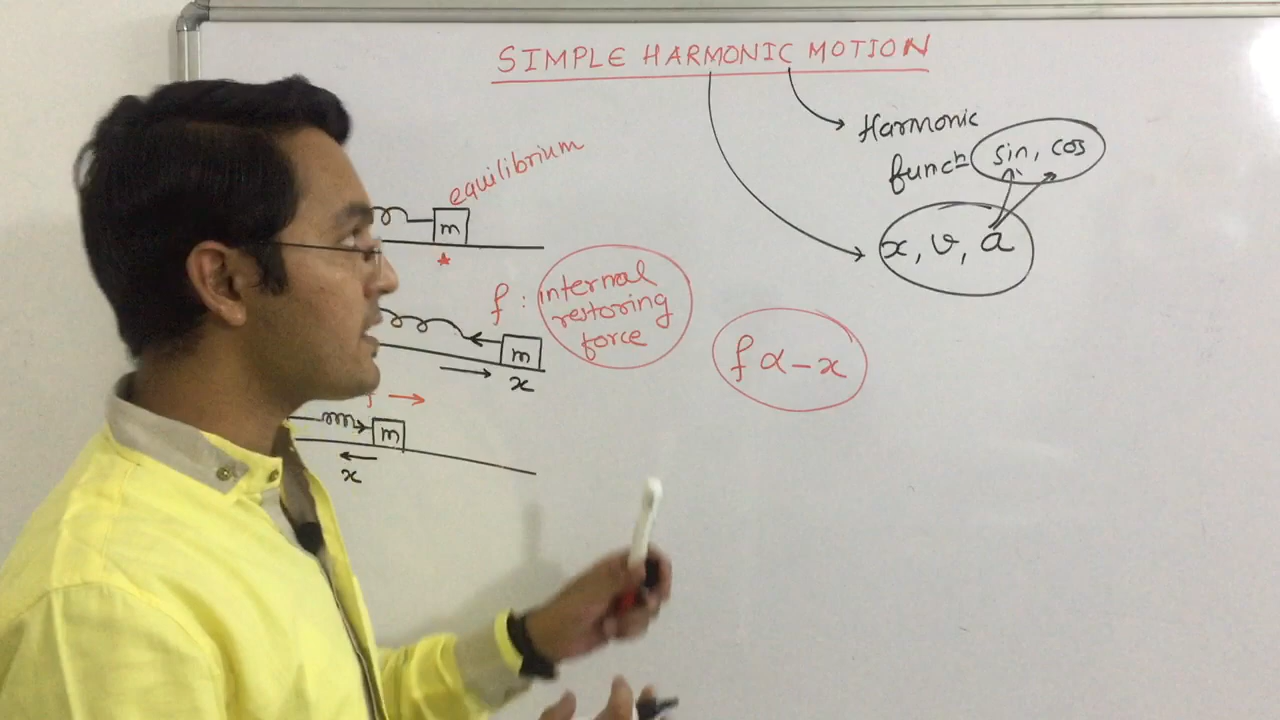 SIMPLE HARMONIC MOTION
Harmonic
funcⁿ sin, cos
x, v, a
equilibrium
m
f : internal
restoring
force
m
x
f α - x
m
x